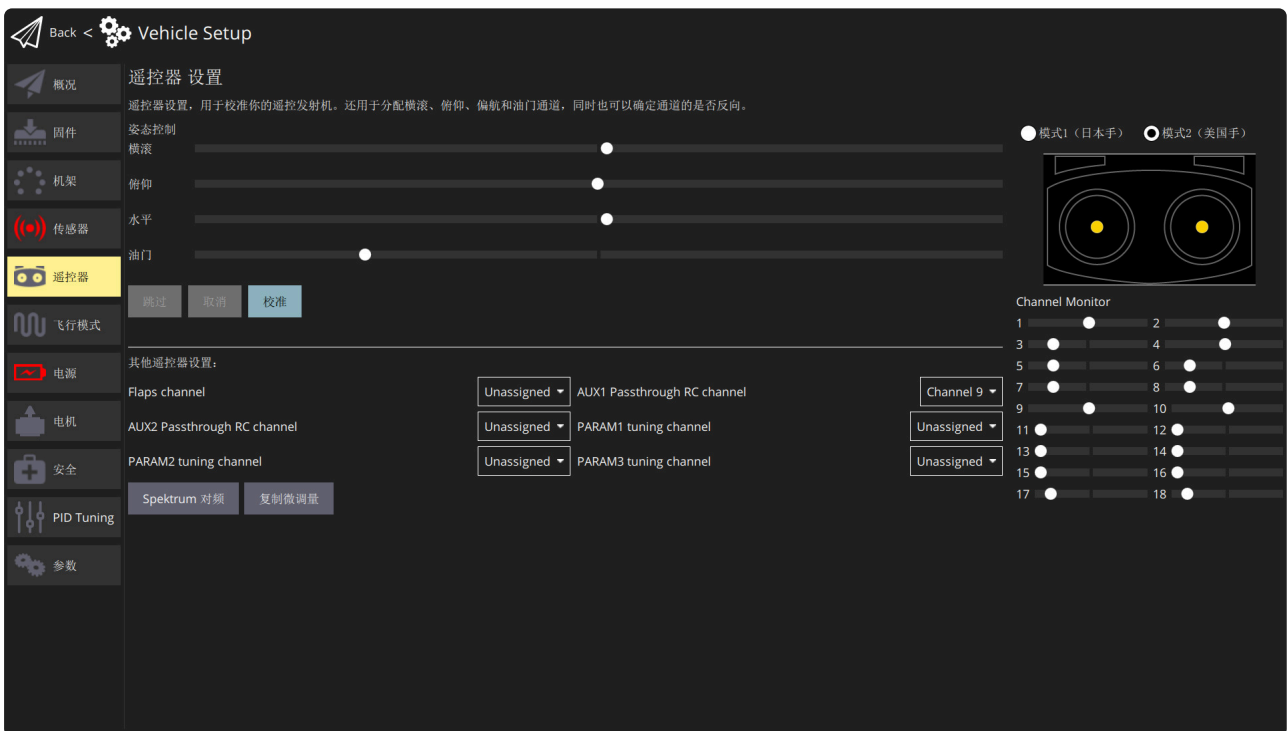 Back < Vehicle Setup
概况
固件
机架
传感器
遥控器
飞行模式
电源
电机
安全
PID Tuning
参数
遥控器 设置
遥控器设置，用于校准你的遥控发射机。还用于分配横滚、俯仰、偏航和油门通道，同时也可以确定通道的是否反向。
姿态控制
横滚
俯仰
水平
油门
跳过 取消 校准
其他遥控器设置：
Flaps channel Unassigned AUX1 Passthrough RC channel Channel 9
AUX2 Passthrough RC channel Unassigned PARAM1 tuning channel Unassigned
PARAM2 tuning channel Unassigned PARAM3 tuning channel Unassigned
Spektrum 对频 复制微调量
模式1（日本手） 模式2（美国手）
Channel Monitor
1 2
3 4
5 6
7 8
9 10
11 12
13 14
15 16
17 18